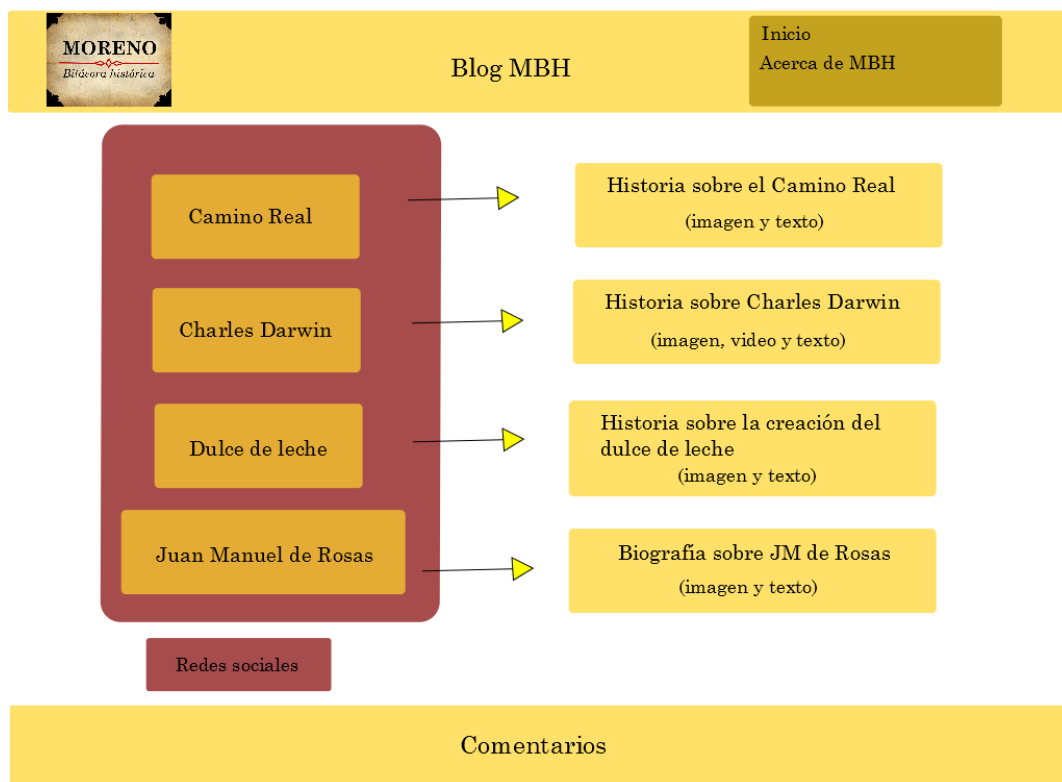 MORENO
Bitácora histórica
Blog MBH
Inicio
Acerca de MBH
Camino Real
Historia sobre el Camino Real
(imagen y texto)
Charles Darwin
Historia sobre Charles Darwin
(imagen, video y texto)
Dulce de leche
Historia sobre la creación del
dulce de leche
(imagen y texto)
Juan Manuel de Rosas
Biografía sobre JM de Rosas
(imagen y texto)
Redes sociales
Comentarios